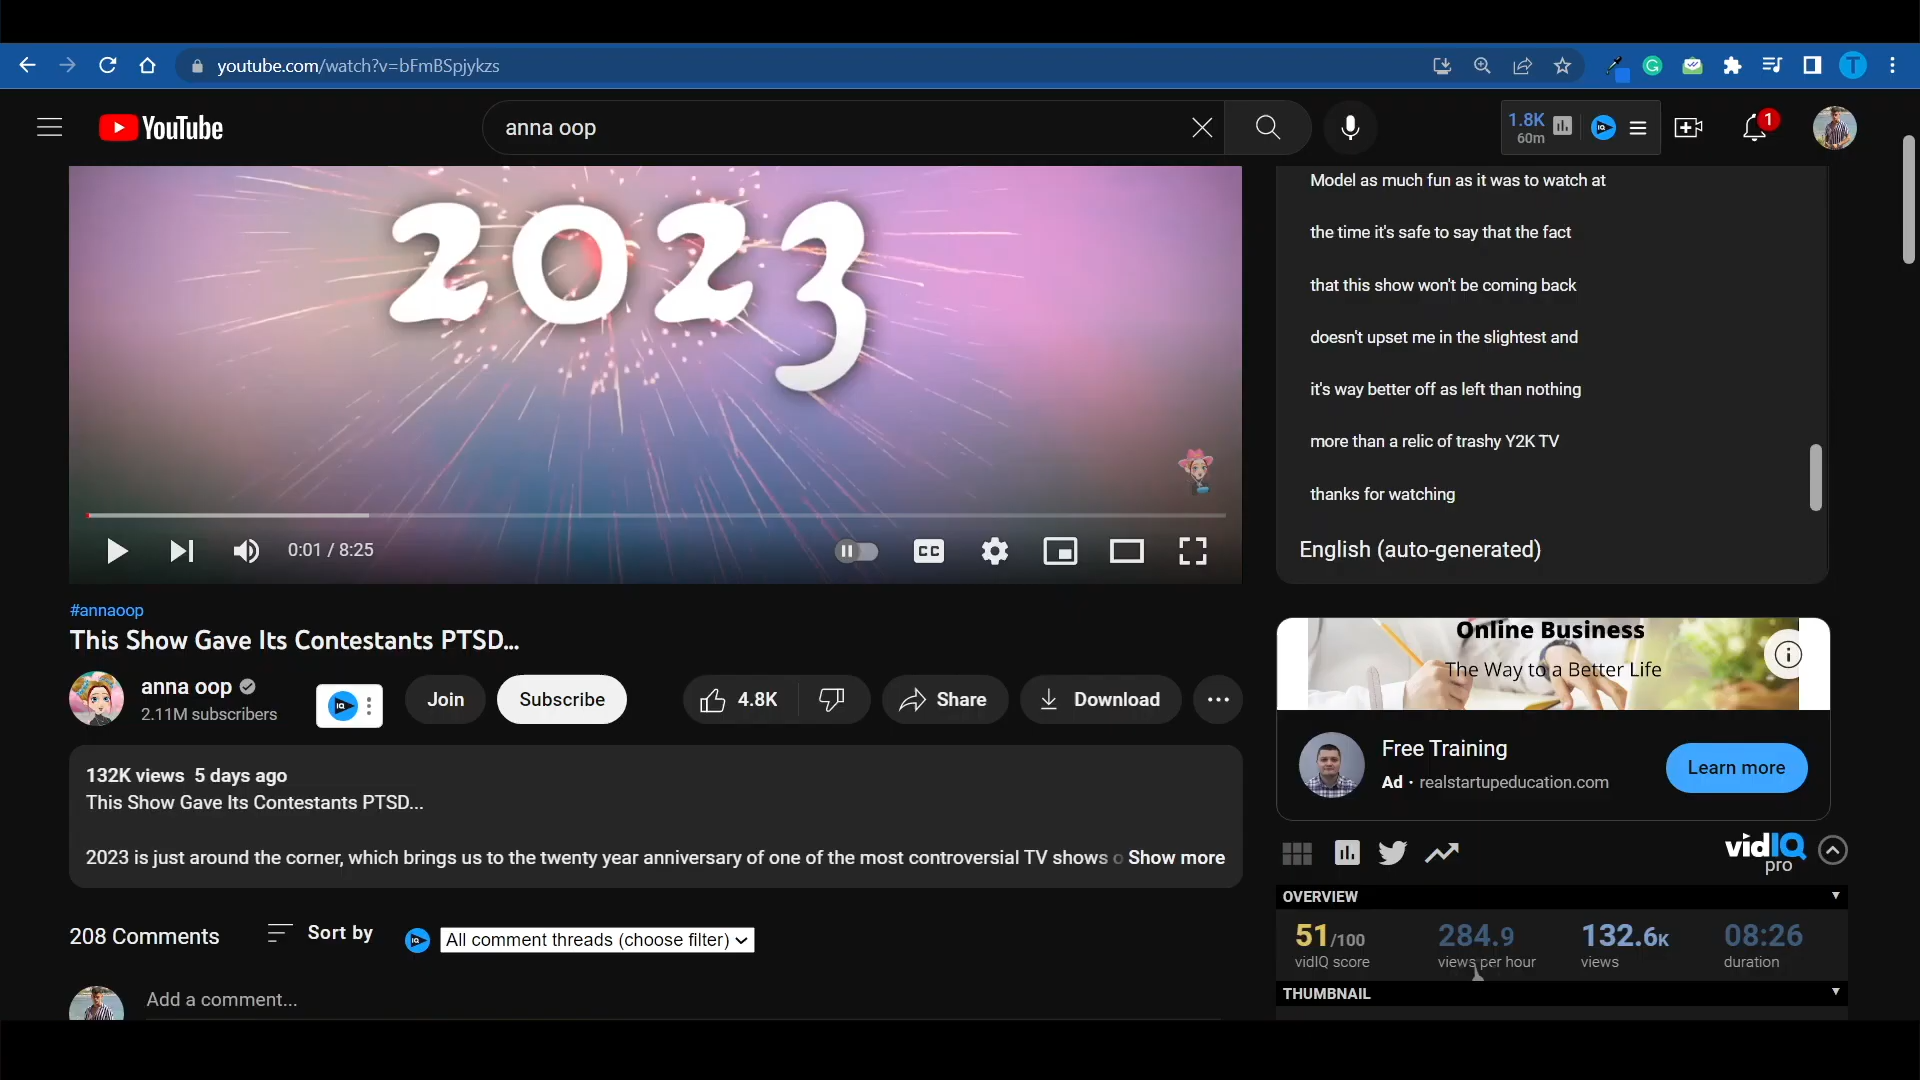 youtube.com/watch?v=bFmBSpjykzs
YouTube
anna oop
1.8K
60m
1
T
2023
0:01 / 8:25
CC
#annaoop
This Show Gave Its Contestants PTSD...
anna oop
2.11M subscribers
IQ
Join
Subscribe
4.8K
Share
Download
132K views 5 days ago
This Show Gave Its Contestants PTSD...
2023 is just around the corner, which brings us to the twenty year anniversary of one of the most controversial TV shows o Show more
208 Comments
Sort by
All comment threads (choose filter)
Add a comment...
Model as much fun as it was to watch at
the time it's safe to say that the fact
that this show won't be coming back
doesn't upset me in the slightest and
it's way better off as left than nothing
more than a relic of trashy Y2K TV
thanks for watching
English (auto-generated)
Online Business
The Way to a Better Life
Free Training
Ad · realstartupeducation.com
Learn more
vidIQ
pro
OVERVIEW
51/100 284.9 132.6K 08:26
vidIQ score views per hour views duration
THUMBNAIL